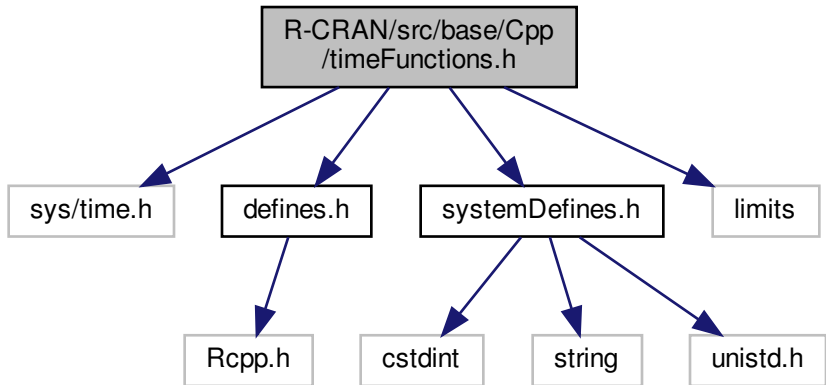 R-CRAN/src/base/Cpp
/timeFunctions.h
sys/time.h
defines.h
systemDefines.h
limits
Rcpp.h
cstdint
string
unistd.h